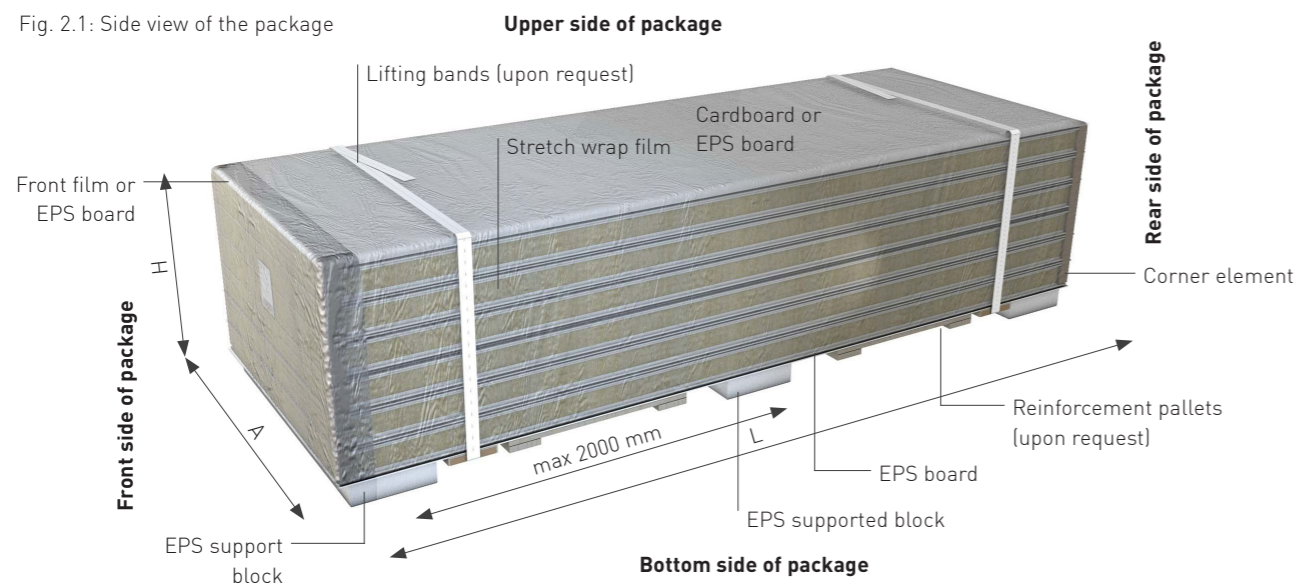 Fig. 2.1: Side view of the package
Upper side of package
Lifting bands (upon request)
Cardboard or
EPS board
Stretch wrap film
Front film or
EPS board
Rear side of package
H
Corner element
Front side of package
A
Reinforcement pallets
(upon request)
max 2000 mm
L
EPS board
EPS supported block
EPS support
block
Bottom side of package